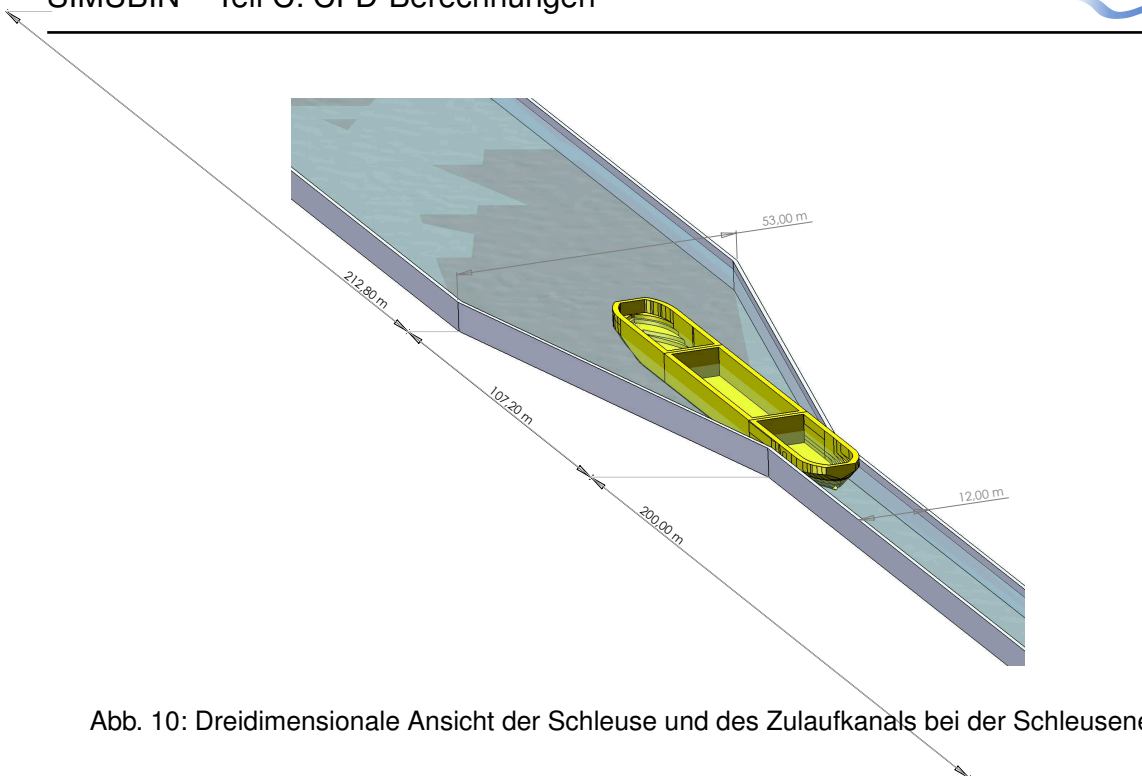 SIMUBIN – Teil C: CFD-Berechnungen
53,00 m
212,80 m
107,20 m
12,00 m
200,00 m
Abb. 10: Dreidimensionale Ansicht der Schleuse und des Zulaufkanals bei der